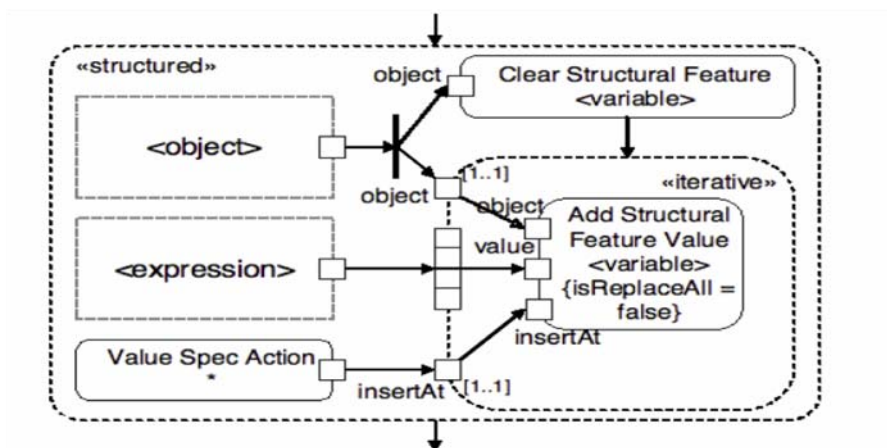 «structured»
object
Clear Structural Feature
<variable>
<object>
[1..1]
object
«iterative»
object
Add Structural
Feature Value
<variable>
{isReplaceAll =
false}
value
<expression>
insertAt
Value Spec Action
*
insertAt
[1..1]